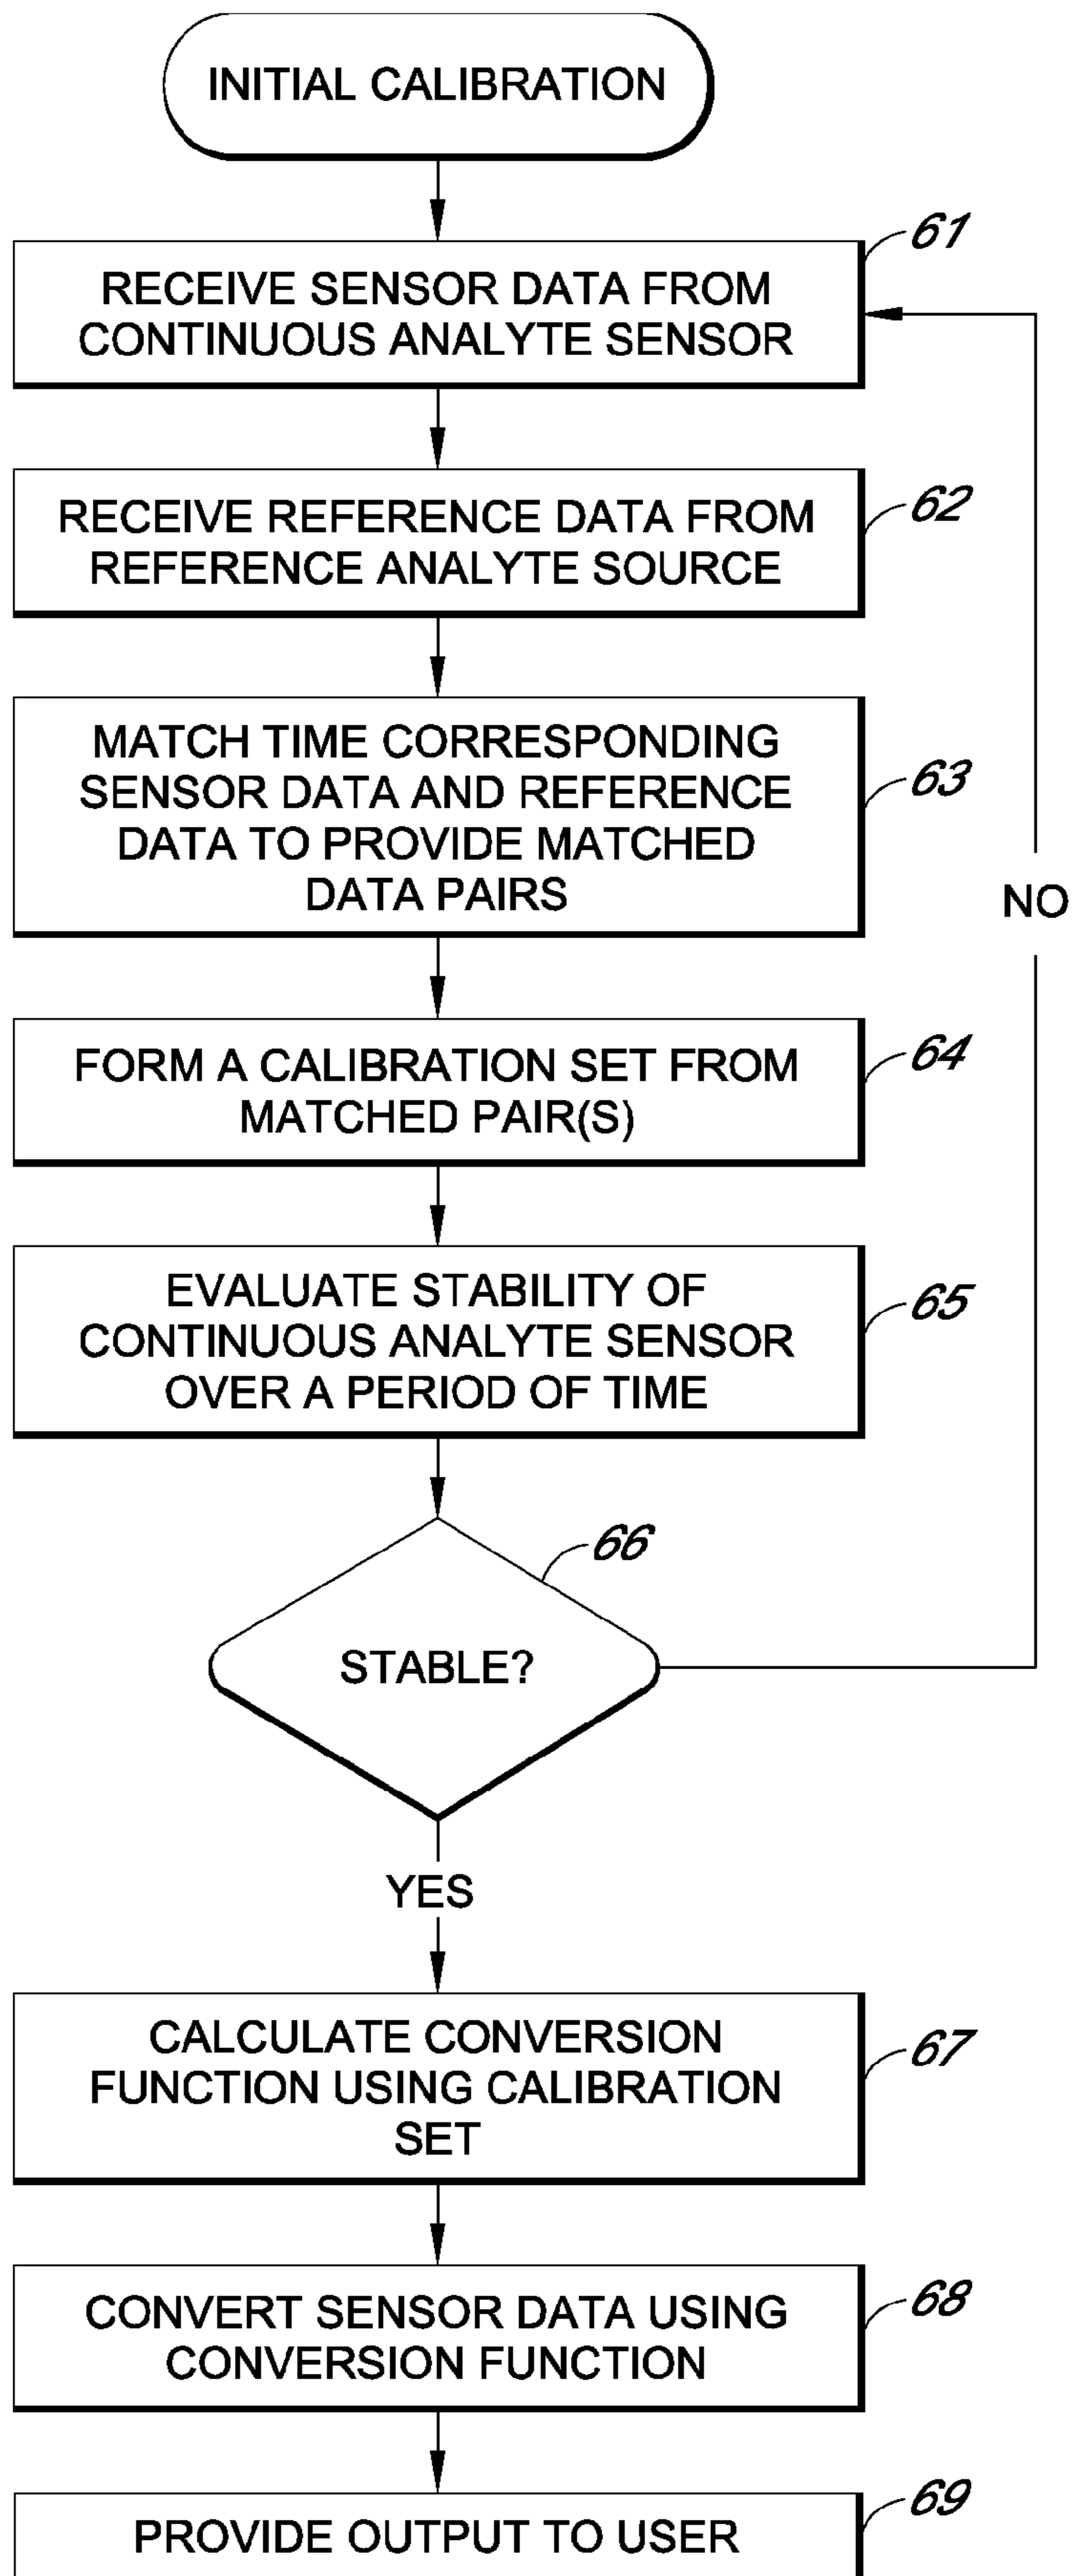 INITIAL CALIBRATION
61
RECEIVE SENSOR DATA FROM
CONTINUOUS ANALYTE SENSOR
62
RECEIVE REFERENCE DATA FROM
REFERENCE ANALYTE SOURCE
63
MATCH TIME CORRESPONDING
SENSOR DATA AND REFERENCE
DATA TO PROVIDE MATCHED
DATA PAIRS
NO
64
FORM A CALIBRATION SET FROM
MATCHED PAIR(S)
65
EVALUATE STABILITY OF
CONTINUOUS ANALYTE SENSOR
OVER A PERIOD OF TIME
66
STABLE?
YES
67
CALCULATE CONVERSION
FUNCTION USING CALIBRATION
SET
68
CONVERT SENSOR DATA USING
CONVERSION FUNCTION
69
PROVIDE OUTPUT TO USER